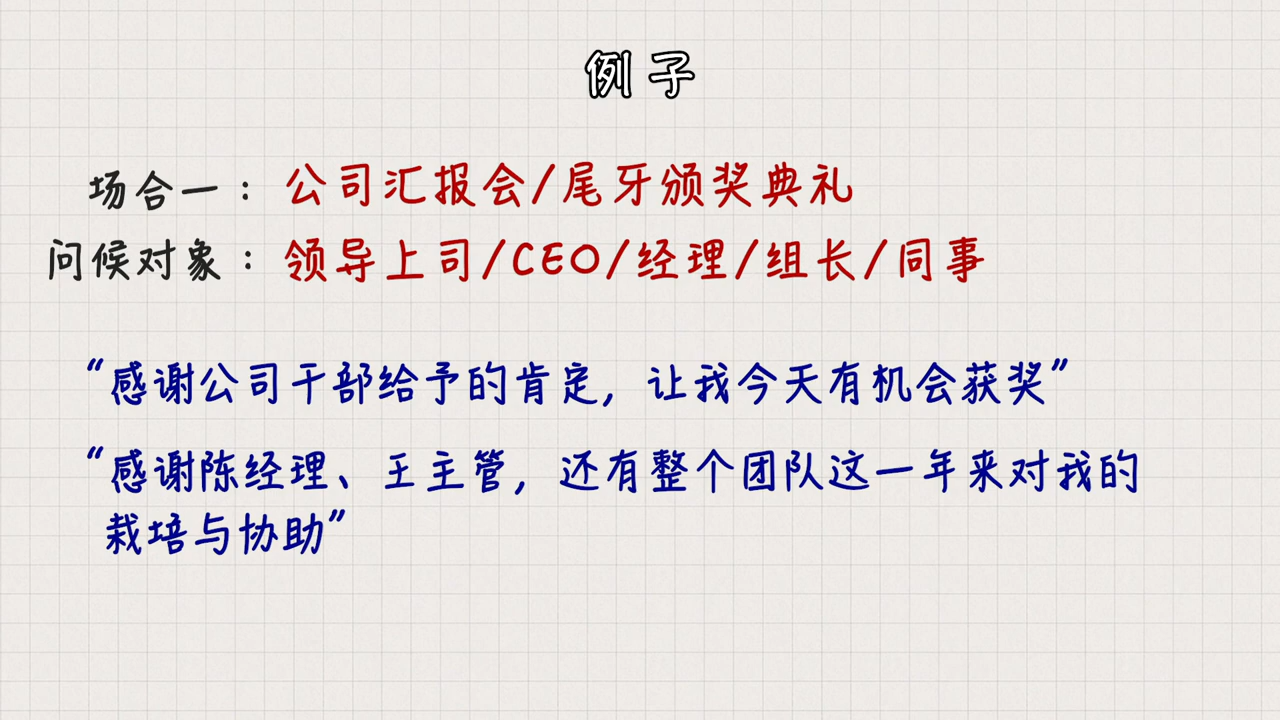 例子
场合一：公司汇报会/尾牙颁奖典礼
问候对象：领导上司/CEO/经理/组长/同事
“感谢公司干部给予的肯定，让我今天有机会获奖”
“感谢陈经理、王主管，还有整个团队这一年来对我的
栽培与协助”